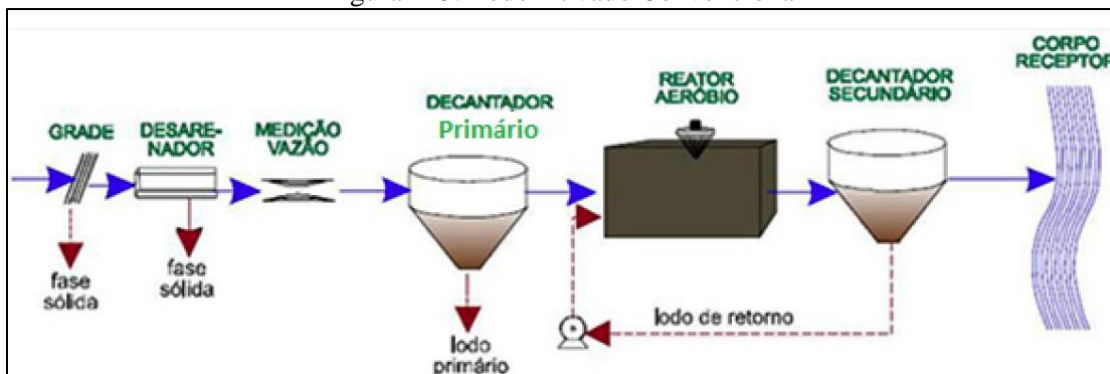 GRADE
DESARE-
NADOR
MEDIÇÃO
VAZÃO
DECANTADOR
Primário
REATOR
AERÓBIO
DECANTADOR
SECUNDÁRIO
CORPO
RECEPTOR
fase
sólida
fase
sólida
lodo
primário
lodo de retorno